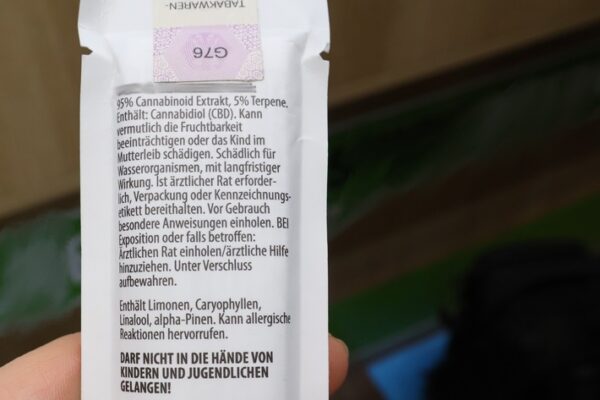 TABAKWAREN-
G76
95% Cannabinoid Extrakt, 5% Terpene.
Enthält: Cannabidiol (CBD). Kann
vermutlich die Fruchtbarkeit
beeinträchtigen oder das Kind im
Mutterleib schädigen. Schädlich für
Wasserorganismen, mit langfristiger
Wirkung. Ist ärztlicher Rat erforder-
lich, Verpackung oder Kennzeichnungs-
etikett bereithalten. Vor Gebrauch
besondere Anweisungen einholen. BEI
Exposition oder falls betroffen:
Ärztlichen Rat einholen/ärztliche Hilfe
hinzuziehen. Unter Verschluss
aufbewahren.
Enthält Limonen, Caryophyllen,
Linalool, alpha-Pinen. Kann allergische
Reaktionen hervorrufen.
DARF NICHT IN DIE HÄNDE VON
KINDERN UND JUGENDLICHEN
GELANGEN!